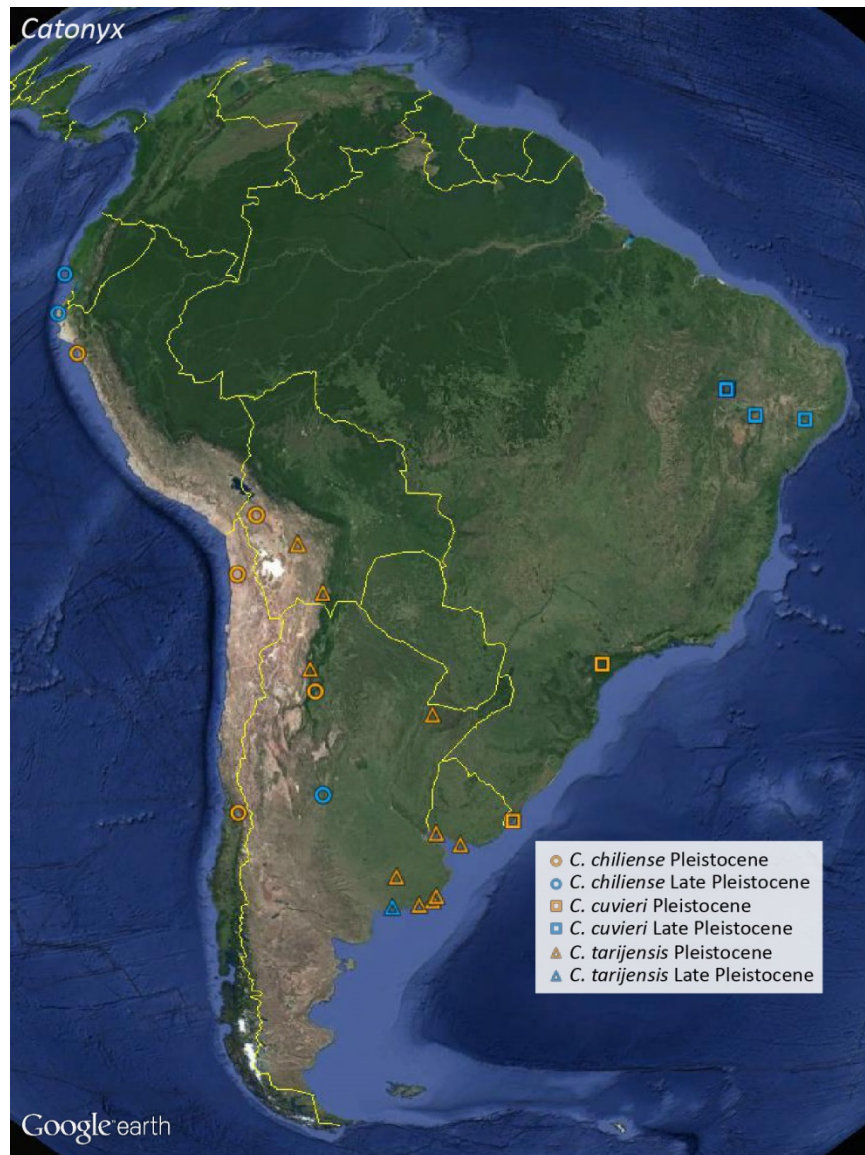 Catonyx
C. chiliense Pleistocene
C. chiliense Late Pleistocene
C. cuvieri Pleistocene
C. cuvieri Late Pleistocene
C. tarijensis Pleistocene
C. tarijensis Late Pleistocene
Google earth